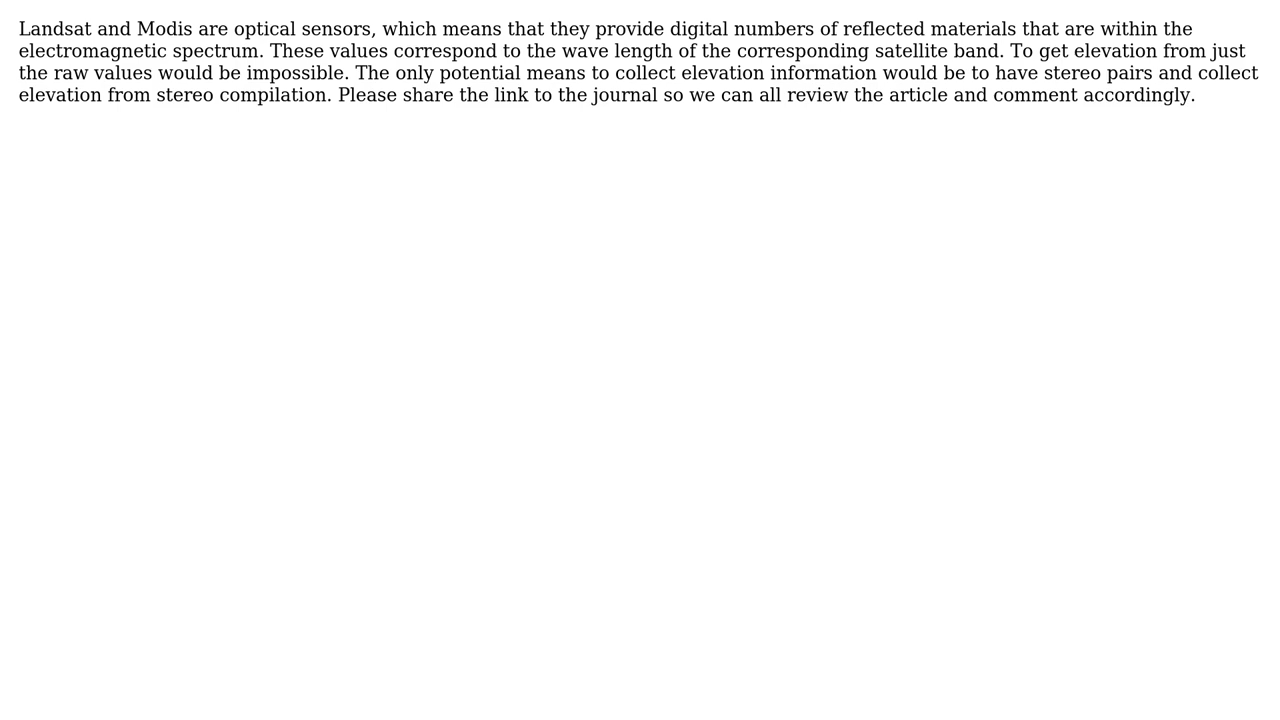 Landsat and Modis are optical sensors, which means that they provide digital numbers of reflected materials that are within the
electromagnetic spectrum. These values correspond to the wave length of the corresponding satellite band. To get elevation from just
the raw values would be impossible. The only potential means to collect elevation information would be to have stereo pairs and collect
elevation from stereo compilation. Please share the link to the journal so we can all review the article and comment accordingly.